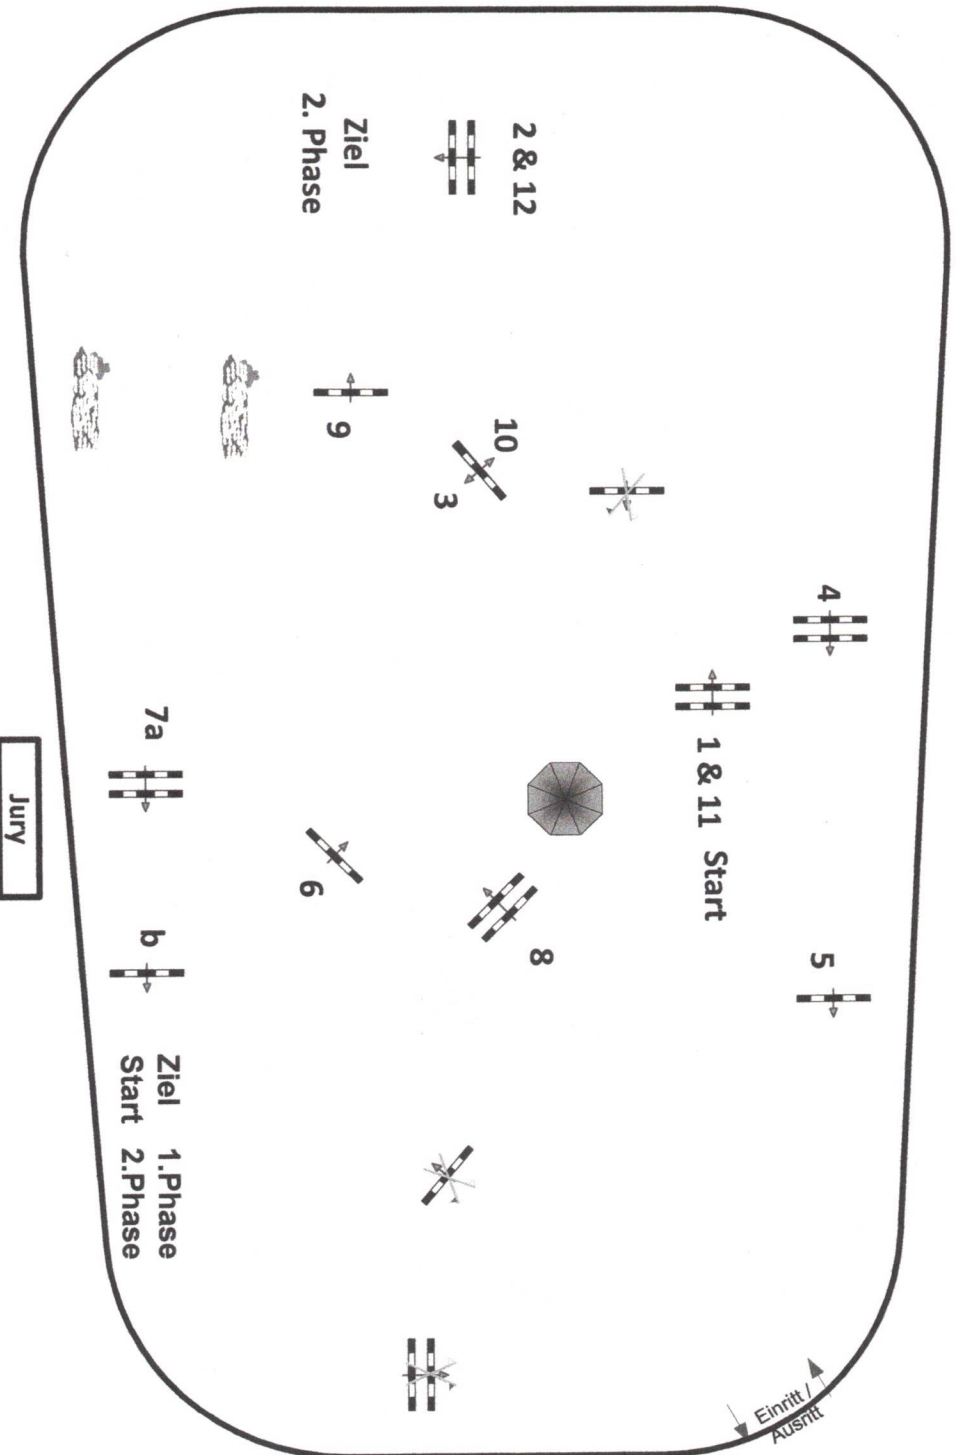 2 & 12
Ziel
2. Phase
9
10
3
4
1 & 11 Start
5
7a
6
8
b
Ziel 1.Phase
Start 2.Phase
Jury
Einritt /
Ausritt